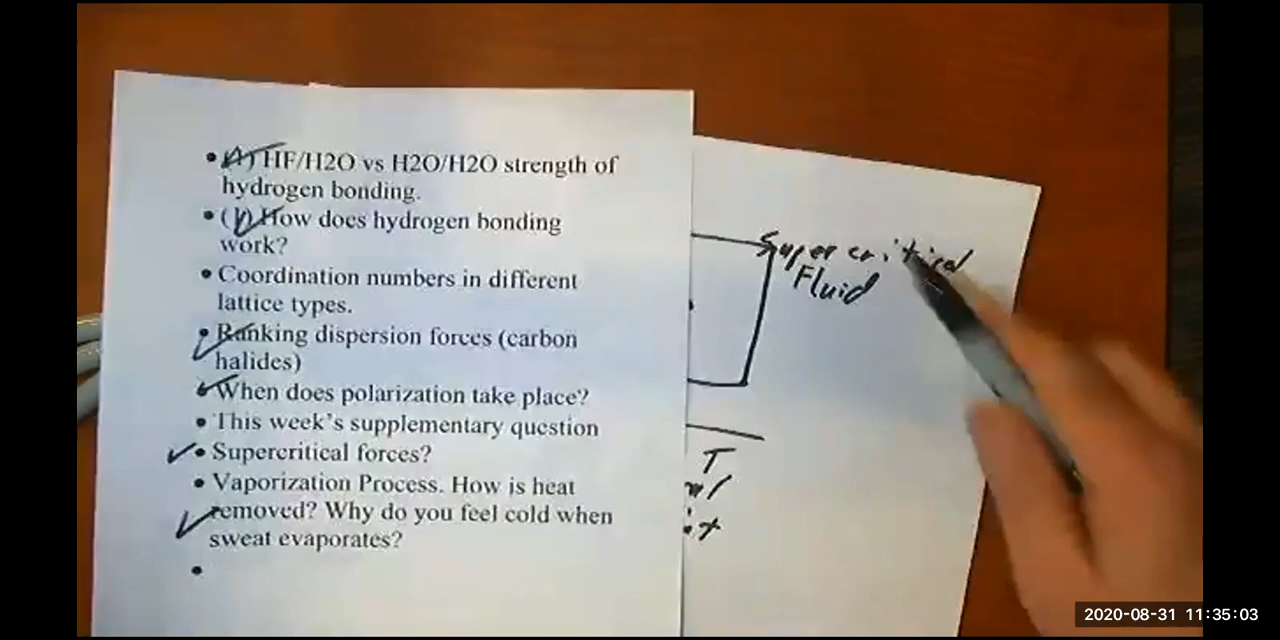 • A) HF/H2O vs H2O/H2O strength of
hydrogen bonding.
• ( ) How does hydrogen bonding
work?
• Coordination numbers in different
lattice types.
• Ranking dispersion forces (carbon
halides)
• When does polarization take place?
• This week's supplementary question
• Supercritical forces?
• Vaporization Process. How is heat
removed? Why do you feel cold when
sweat evaporates?
•
Supercritical
Fluid
T
2020-08-31 11:35:03